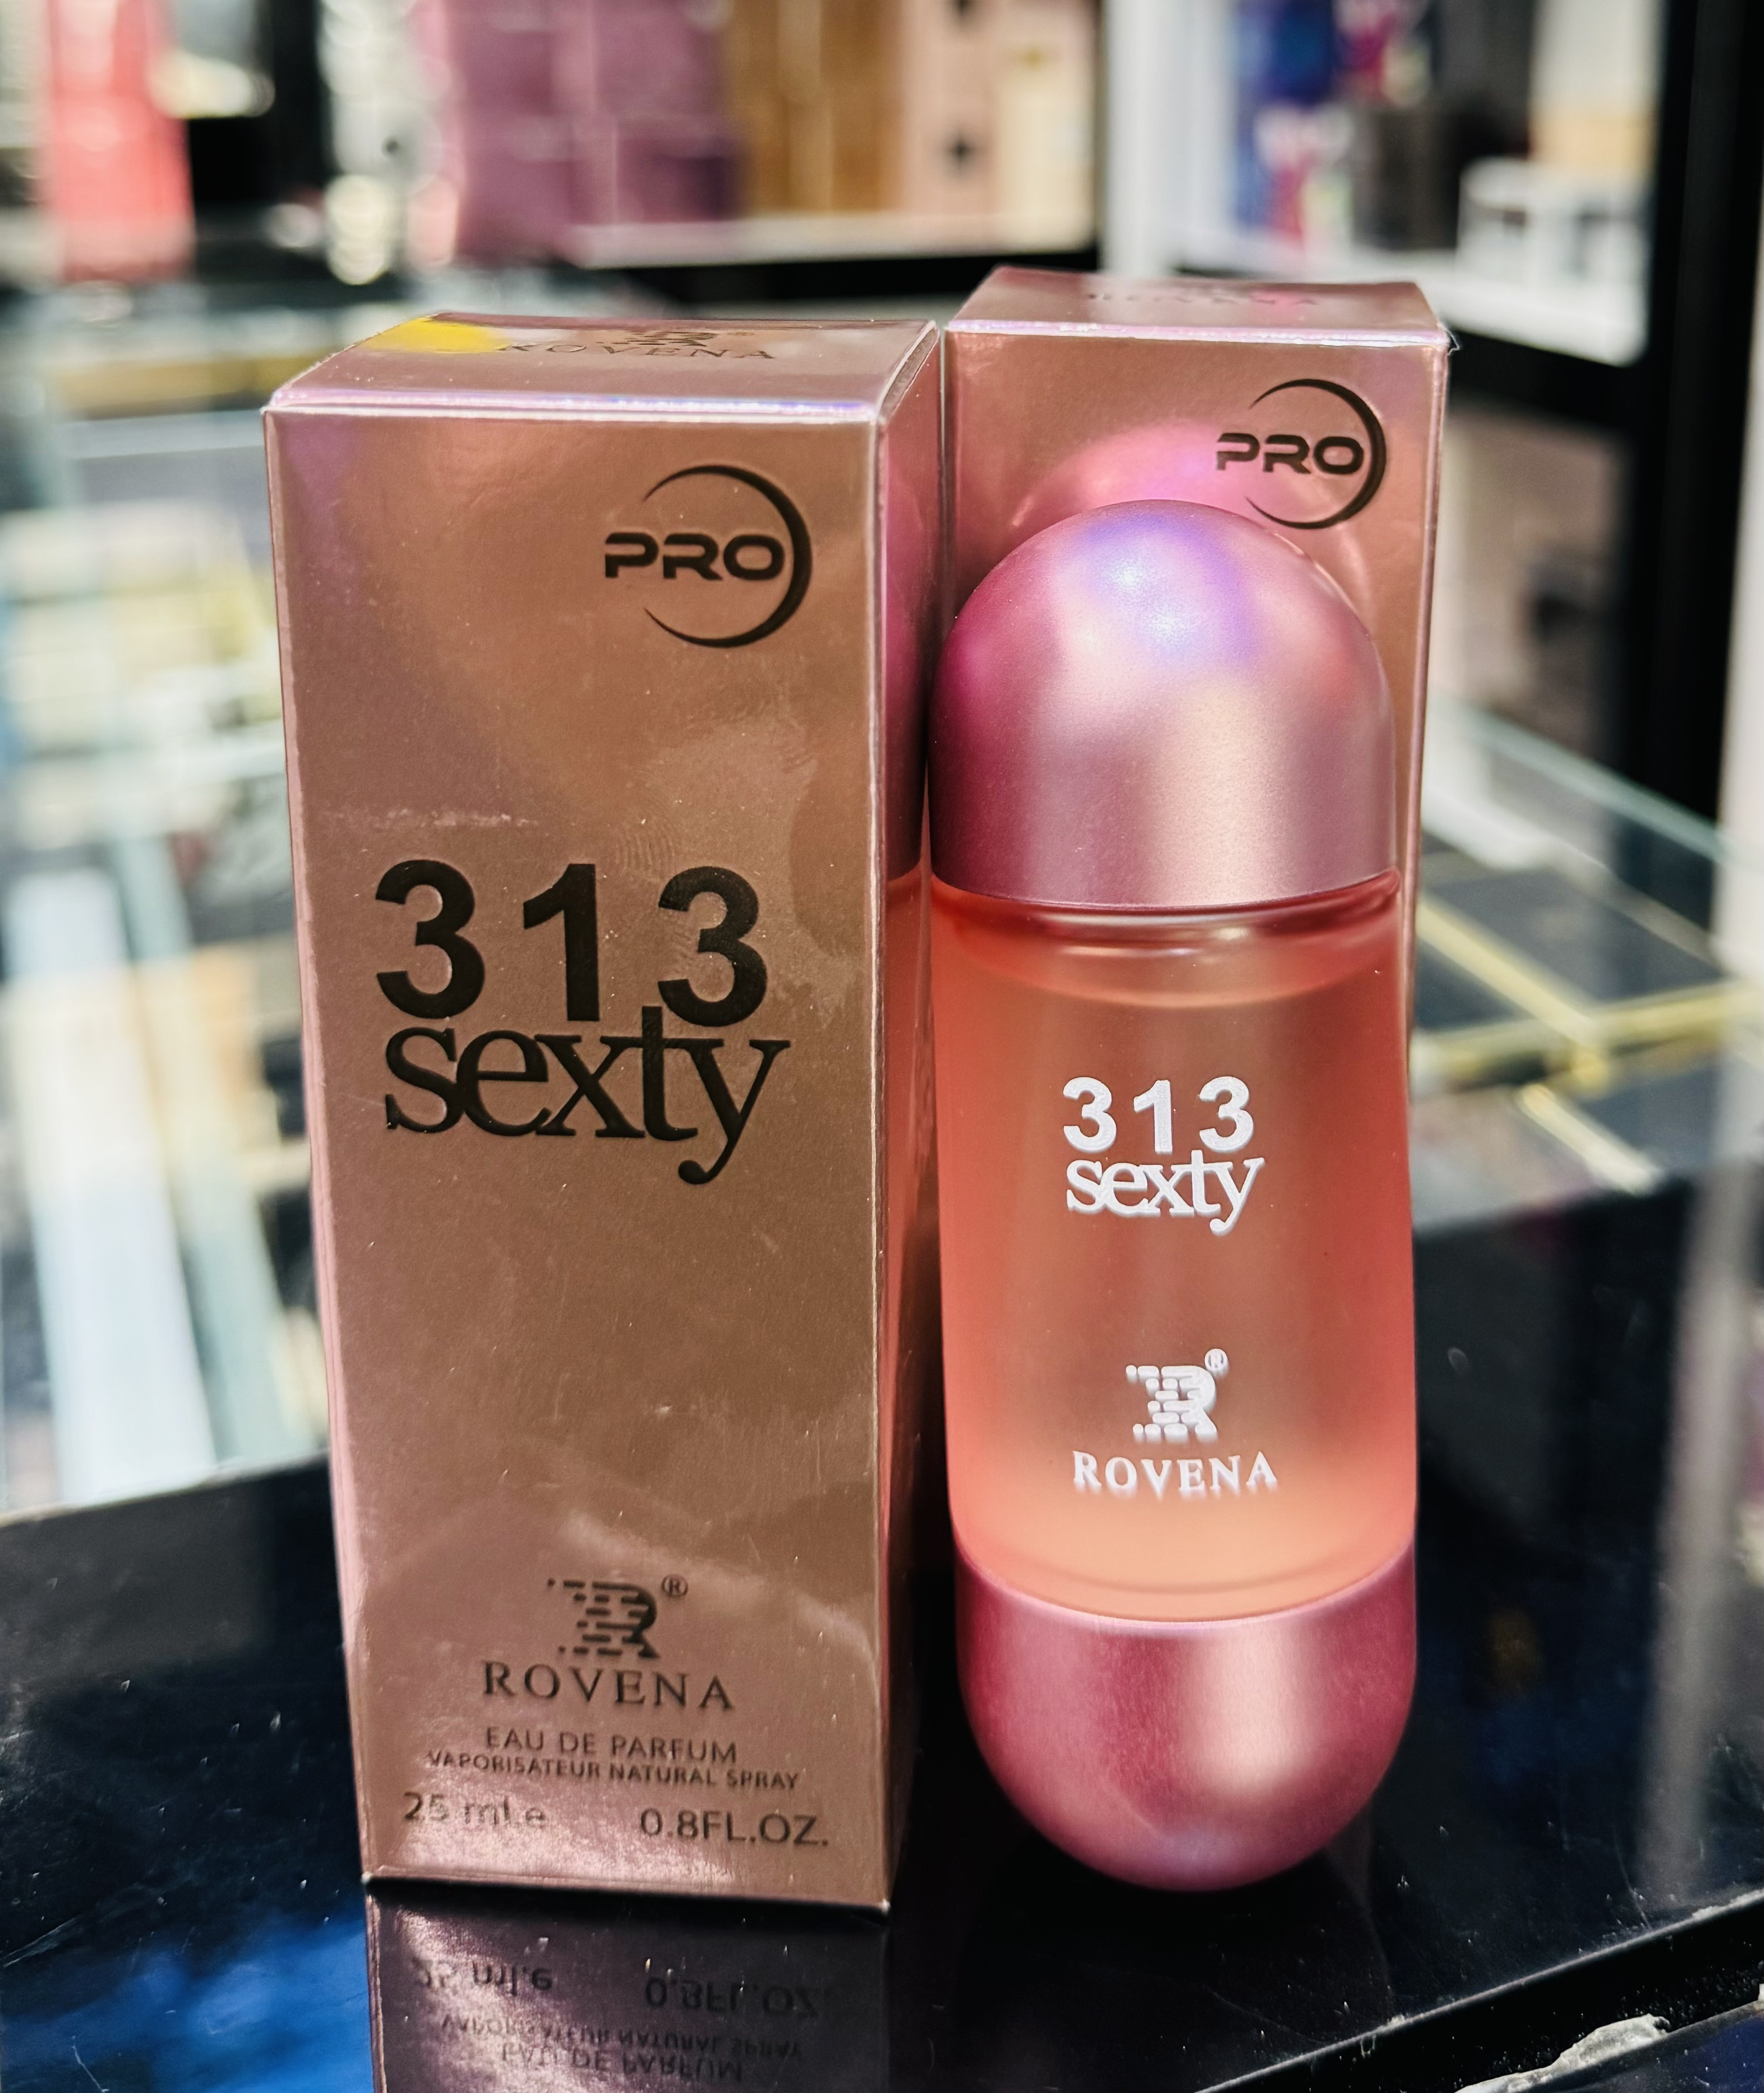 ROVENA
PRO
313
sexty
R®
ROVENA
EAU DE PARFUM
VAPORISATEUR NATURAL SPRAY
25 ml.e 0.8FL.OZ.
PRO
313
sexty
R®
ROVENA